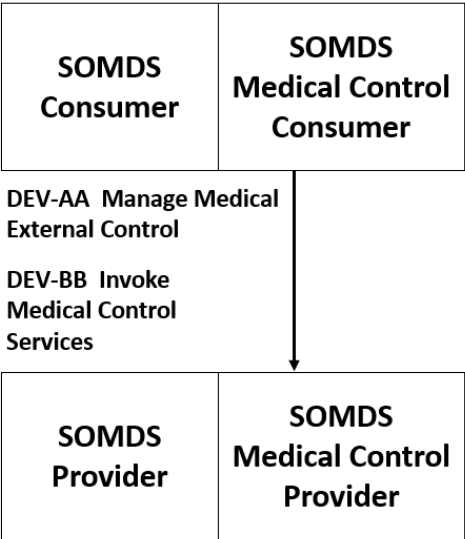 SOMDS
Consumer
SOMDS
Medical Control
Consumer
DEV-AA  Manage Medical
External Control
DEV-BB  Invoke
Medical Control
Services
SOMDS
Provider
SOMDS
Medical Control
Provider